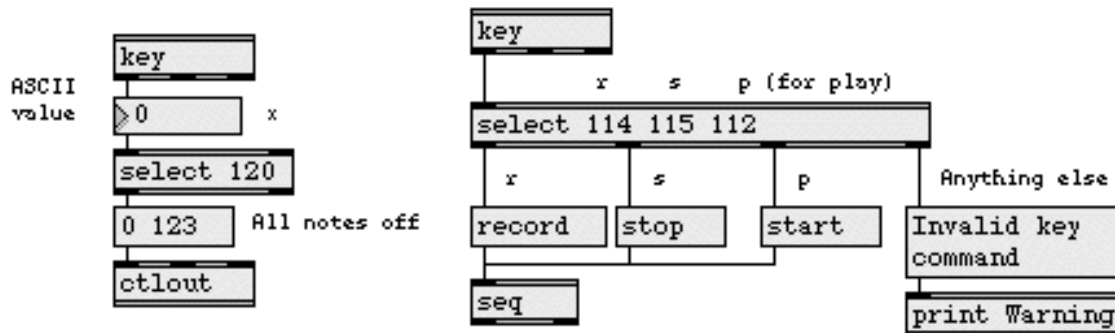 key
ASCII
value
0
x
select 120
0 123
All notes off
ctlout
key
r s p (for play)
select 114 115 112
r s p Anything else
record
stop
start
Invalid key
command
seq
print Warning